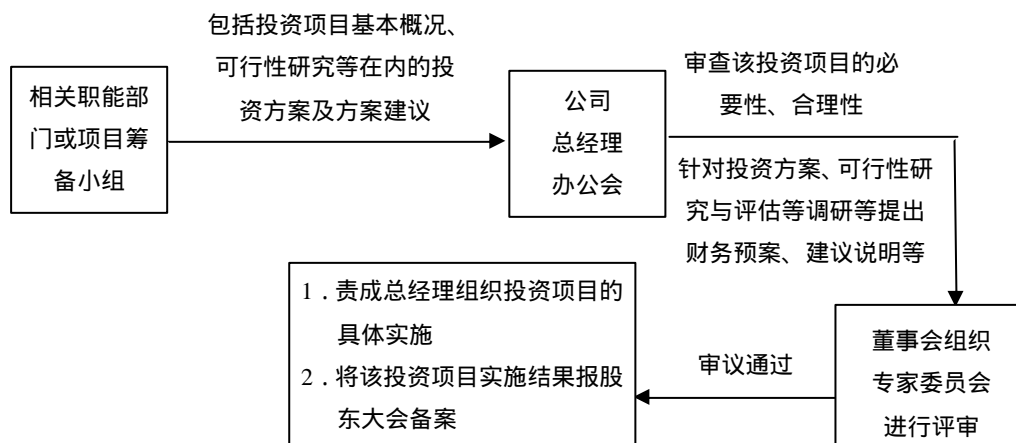 包括投资项目基本概况、
可行性研究等在内的投
资方案及方案建议
相关职能部
门或项目筹
备小组
公司
总经理
办公会
审查该投资项目的必
要性、合理性
针对投资方案、可行性研
究与评估等调研等提出
财务预案、建议说明等
1．责成总经理组织投资项目的
具体实施
2．将该投资项目实施结果报股
东大会备案
审议通过
董事会组织
专家委员会
进行评审